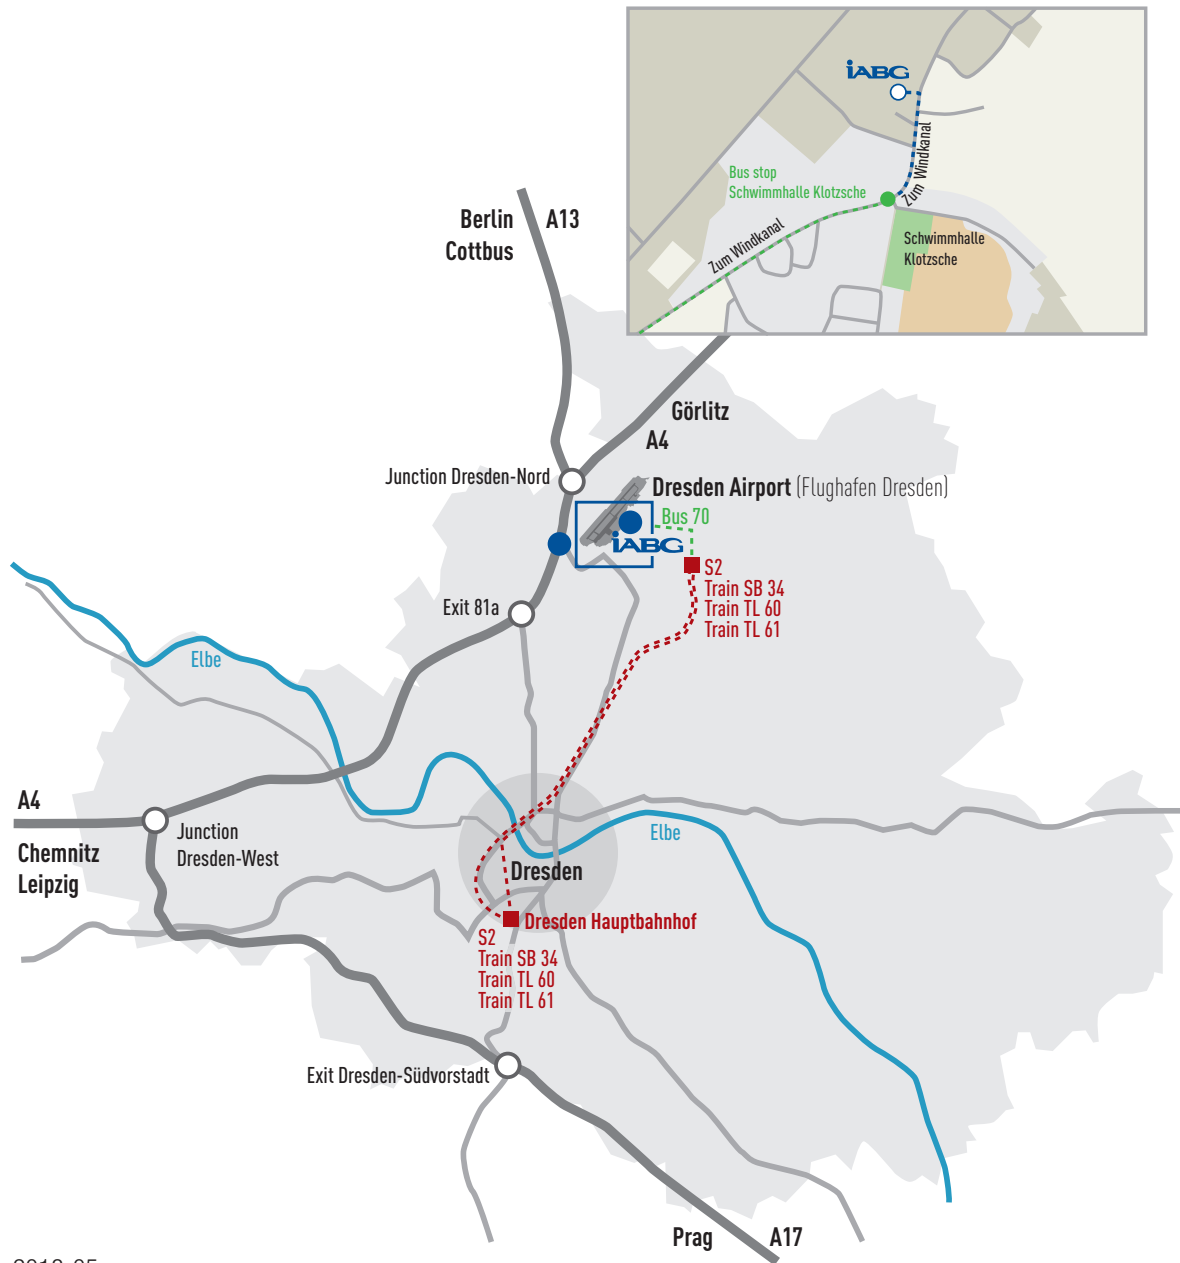 iABG
Zum Windkanal
Bus stop
Schwimmhalle Klotzsche
Zum Windkanal
Schwimmhalle
Klotzsche
Berlin
Cottbus
A13
Görlitz
A4
Junction Dresden-Nord
Dresden Airport (Flughafen Dresden)
Bus 70
iABG
S2
Train SB 34
Train TL 60
Train TL 61
Exit 81a
Elbe
A4
Chemnitz
Leipzig
Junction
Dresden-West
Elbe
Dresden
Dresden Hauptbahnhof
S2
Train SB 34
Train TL 60
Train TL 61
Exit Dresden-Südvorstadt
Prag
A17